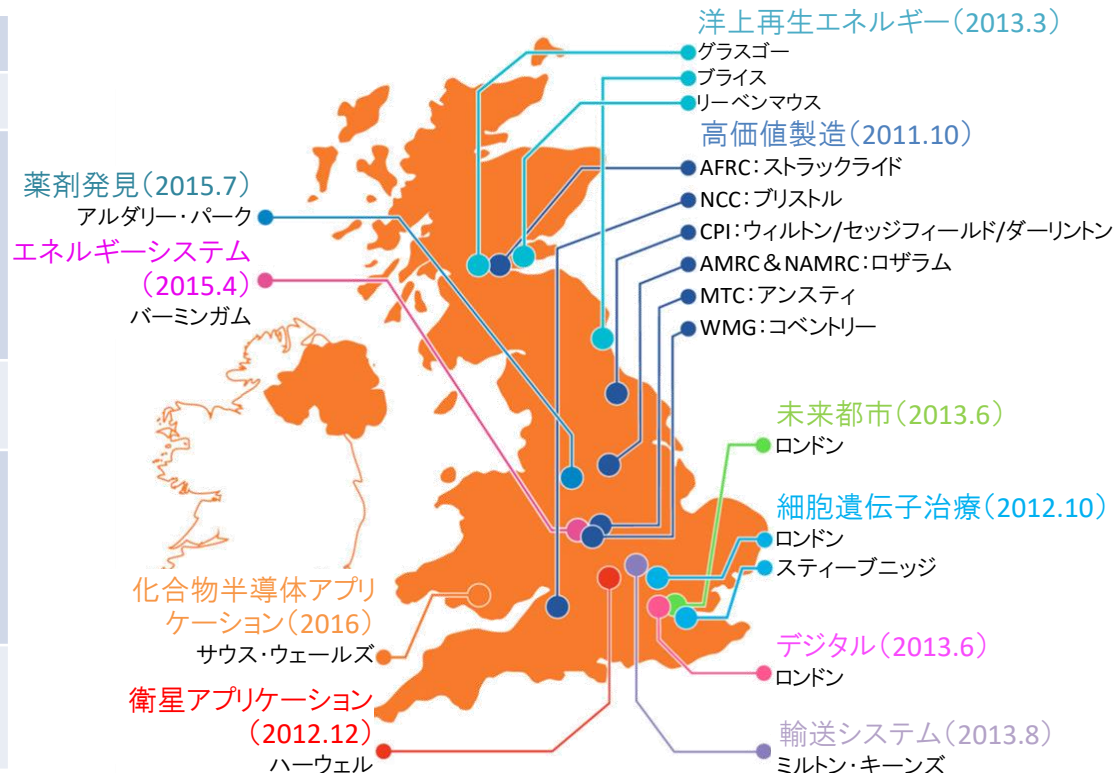 洋上再生エネルギー(2013.3)
グラスゴー
ブライス
リーベンマウス
高価値製造(2011.10)
AFRC:ストラックライド
NCC:ブリストル
CPI:ウィルトン/セッジフィールド/ダーリントン
AMRC&NAMRC:ロザラム
MTC:アンスティ
WMG:コベントリー
薬剤発見(2015.7)
アルダリー・パーク
エネルギーシステム
(2015.4)
バーミンガム
未来都市(2013.6)
ロンドン
細胞遺伝子治療(2012.10)
ロンドン
スティーブニッジ
化合物半導体アプリ
ケーション(2016)
サウス・ウェールズ
デジタル(2013.6)
ロンドン
衛星アプリケーション
(2012.12)
ハーウェル
輸送システム(2013.8)
ミルトン・キーンズ